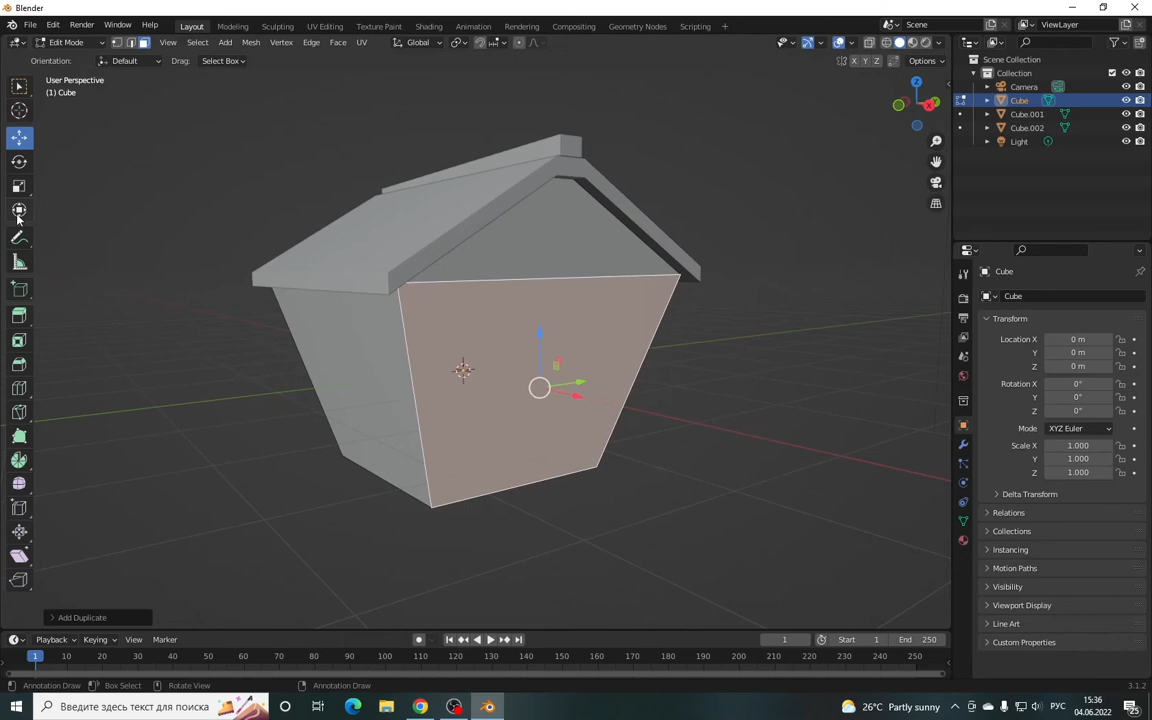 Blender
File Edit Render Window Help Layout Modeling Sculpting UV Editing Texture Paint Shading Animation Rendering Compositing Geometry Nodes Scripting + Scene ViewLayer
Edit Mode View Select Add Mesh Vertex Edge Face UV Global
Orientation: Default Drag: Select Box X Y Z Options
User Perspective
(1) Cube
Z
Y
X
Scene Collection
Collection
Camera
Cube
Cube.001
Cube.002
Light
Cube
Cube
Transform
Location X 0 m
Y 0 m
Z 0 m
Rotation X 0°
Y 0°
Z 0°
Mode XYZ Euler
Scale X 1.000
Y 1.000
Z 1.000
Delta Transform
Relations
Collections
Instancing
Motion Paths
Visibility
Viewport Display
Line Art
Custom Properties
Add Duplicate
Playback Keying View Marker 1 Start 1 End 250
1 10 20 30 40 50 60 70 80 90 100 110 120 130 140 150 160 170 180 190 200 210 220 230 240 250
Annotation Draw Box Select Rotate View Annotation Draw 3.1.2
Введите здесь текст для поиска 26°C Partly sunny РУС 15:36
04.06.2022 25